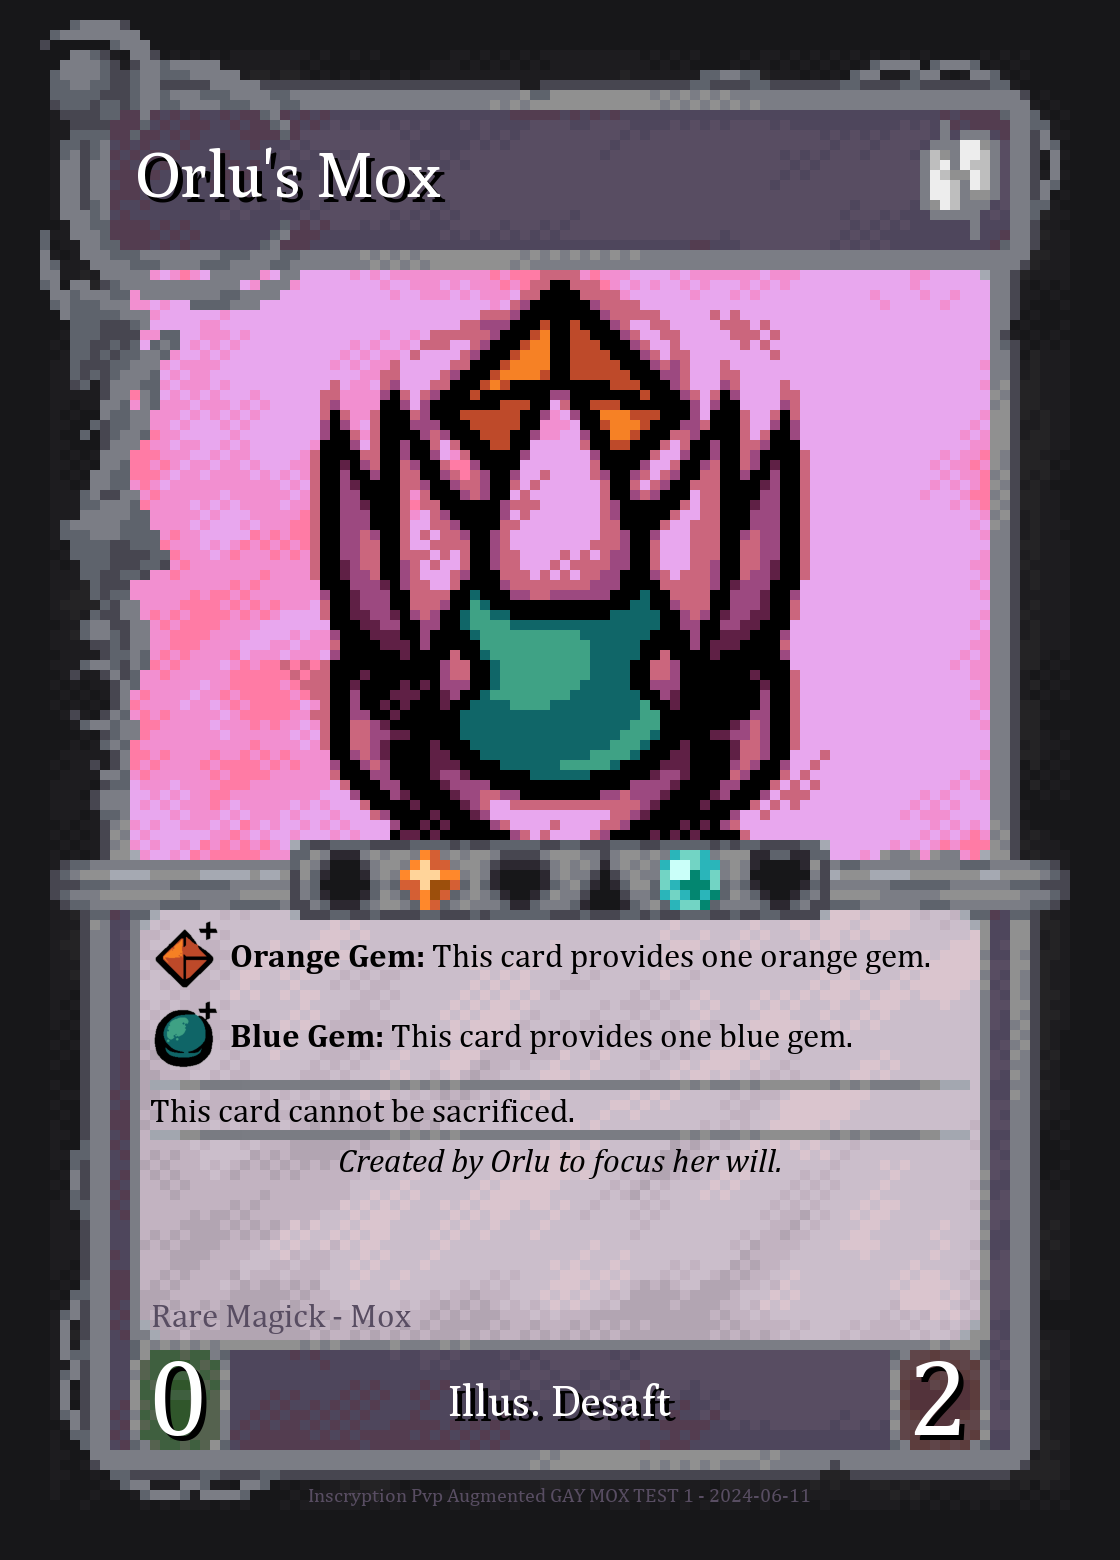 Orlu's Mox
Orange Gem: This card provides one orange gem.
Blue Gem: This card provides one blue gem.
This card cannot be sacrificed.
Created by Orlu to focus her will.
Rare Magick - Mox
0
Illus. Desaft
2
Inscryption Pvp Augmented GAY MOX TEST 1 - 2024-06-11